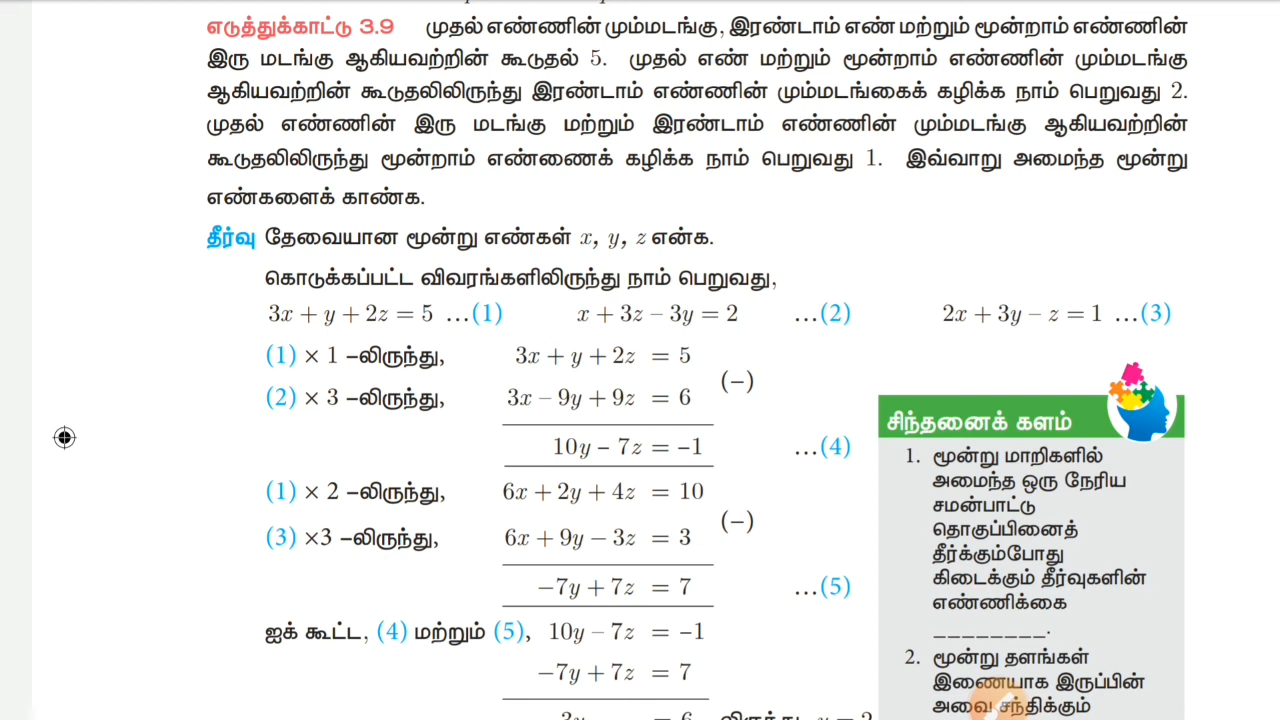 எடுத்துக்காட்டு 3.9 முதல் எண்ணின் மும்மடங்கு, இரண்டாம் எண் மற்றும் மூன்றாம் எண்ணின்
இரு மடங்கு ஆகியவற்றின் கூடுதல் 5. முதல் எண் மற்றும் மூன்றாம் எண்ணின் மும்மடங்கு
ஆகியவற்றின் கூடுதலிலிருந்து இரண்டாம் எண்ணின் மும்மடங்கைக் கழிக்க நாம் பெறுவது 2.
முதல் எண்ணின் இரு மடங்கு மற்றும் இரண்டாம் எண்ணின் மும்மடங்கு ஆகியவற்றின்
கூடுதலிலிருந்து மூன்றாம் எண்ணைக் கழிக்க நாம் பெறுவது 1. இவ்வாறு அமைந்த மூன்று
எண்களைக் காண்க.
தீர்வு தேவையான மூன்று எண்கள் x, y, z என்க.
கொடுக்கப்பட்ட விவரங்களிலிருந்து நாம் பெறுவது,
3x + y + 2z = 5 ...(1) x + 3z – 3y = 2 ...(2) 2x + 3y – z = 1 ...(3)
(1) × 1 –லிருந்து, 3x + y + 2z = 5
(–)
(2) × 3 –லிருந்து, 3x – 9y + 9z = 6
10y – 7z = –1 ...(4)
(1) × 2 –லிருந்து, 6x + 2y + 4z = 10
(–)
(3) ×3 –லிருந்து, 6x + 9y – 3z = 3
–7y + 7z = 7 ...(5)
ஐக் கூட்ட, (4) மற்றும் (5), 10y – 7z = –1
–7y + 7z = 7
சிந்தனைக் களம்
1. மூன்று மாறிகளில்
அமைந்த ஒரு நேரிய
சமன்பாட்டு
தொகுப்பினைத்
தீர்க்கும்போது
கிடைக்கும் தீர்வுகளின்
எண்ணிக்கை
________.
2. மூன்று தளங்கள்
இணையாக இருப்பின்
அவை சந்திக்கும்